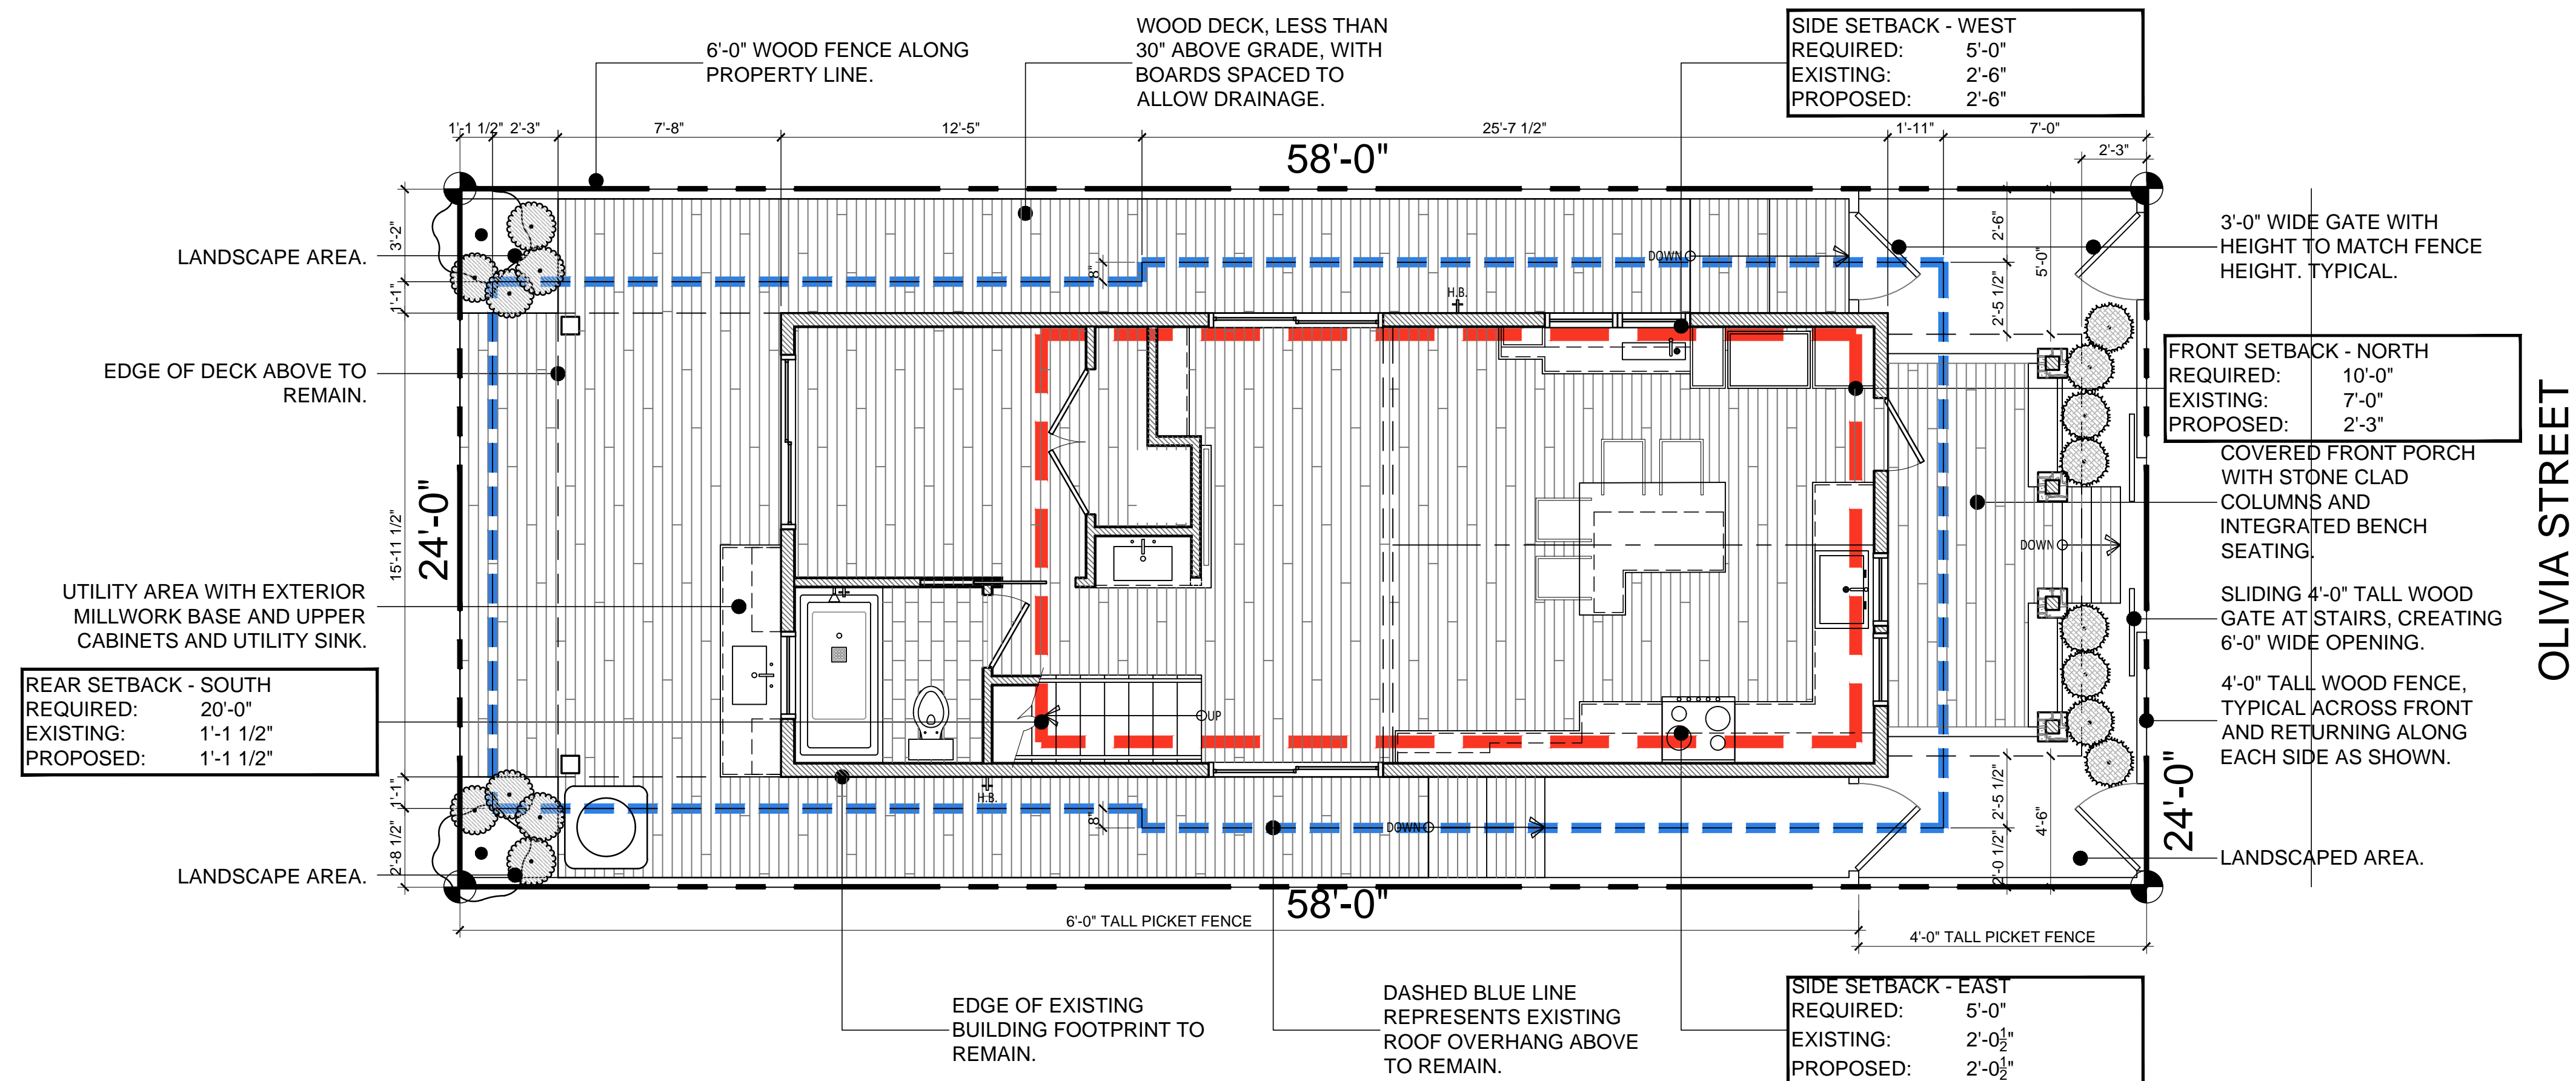 6'-0" WOOD FENCE ALONG
PROPERTY LINE.
WOOD DECK, LESS THAN
30" ABOVE GRADE, WITH
BOARDS SPACED TO
ALLOW DRAINAGE.
SIDE SETBACK - WEST
REQUIRED: 5'-0"
EXISTING: 2'-6"
PROPOSED: 2'-6"
1'-1 1/2" 2'-3" 7'-8" 12'-5" 25'-7 1/2" 1'-11" 7'-0"
2'-3"
58'-0"
3'-2"
1'-1"
15'-11 1/2"
24'-0"
1'-1"
2'-8 1/2"
LANDSCAPE AREA.
EDGE OF DECK ABOVE TO
REMAIN.
UTILITY AREA WITH EXTERIOR
MILLWORK BASE AND UPPER
CABINETS AND UTILITY SINK.
REAR SETBACK - SOUTH
REQUIRED: 20'-0"
EXISTING: 1'-1 1/2"
PROPOSED: 1'-1 1/2"
LANDSCAPE AREA.
8"
DOWN
H.B.
2'-6"
2'-5 1/2"
5'-0"
UP
DOWN
H.B.
8"
DOWN
2'-5 1/2"
2'-0 1/2"
4'-6"
3'-0" WIDE GATE WITH
HEIGHT TO MATCH FENCE
HEIGHT. TYPICAL.
FRONT SETBACK - NORTH
REQUIRED: 10'-0"
EXISTING: 7'-0"
PROPOSED: 2'-3"
COVERED FRONT PORCH
WITH STONE CLAD
COLUMNS AND
INTEGRATED BENCH
SEATING.
SLIDING 4'-0" TALL WOOD
GATE AT STAIRS, CREATING
6'-0" WIDE OPENING.
4'-0" TALL WOOD FENCE,
TYPICAL ACROSS FRONT
AND RETURNING ALONG
EACH SIDE AS SHOWN.
24'-0"
LANDSCAPED AREA.
OLIVIA STREET
58'-0"
6'-0" TALL PICKET FENCE
4'-0" TALL PICKET FENCE
EDGE OF EXISTING
BUILDING FOOTPRINT TO
REMAIN.
DASHED BLUE LINE
REPRESENTS EXISTING
ROOF OVERHANG ABOVE
TO REMAIN.
SIDE SETBACK - EAST
REQUIRED: 5'-0"
EXISTING: 2'-0½"
PROPOSED: 2'-0½"